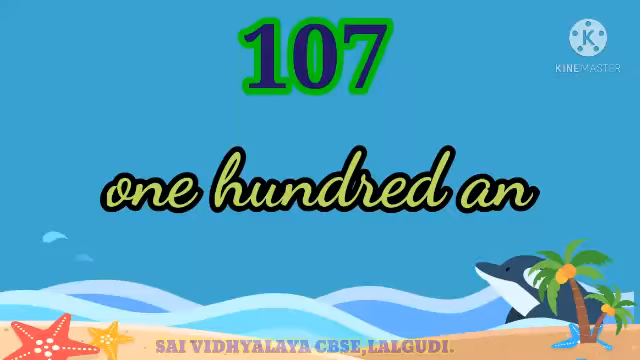 107
KINEMASTER
one hundred an
SAI VIDHYALAYA CBSE,LALGUDI.